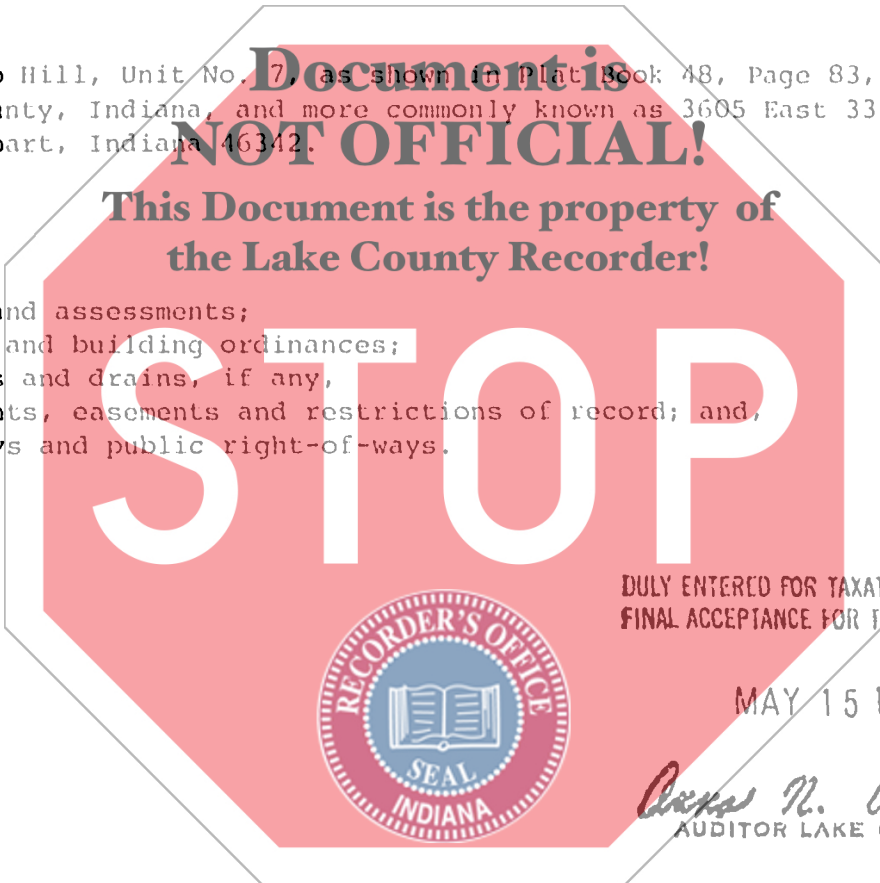 Document is
Hill, Unit No. 7, as shown in Plat Book 48, Page 83,
nty, Indiana, and more commonly known as 3605 East 33
NOT OFFICIAL!
art, Indiana 46342.
This Document is the property of
the Lake County Recorder!
nd assessments;
and building ordinances;
s and drains, if any,
ts, easements and restrictions of record; and,
s and public right-of-ways.
STOP
DULY ENTERED FOR TAXAT
FINAL ACCEPTANCE FOR T
RECORDER'S OFFICE
MAY 15
SEAL
INDIANA
N.
AUDITOR LAKE